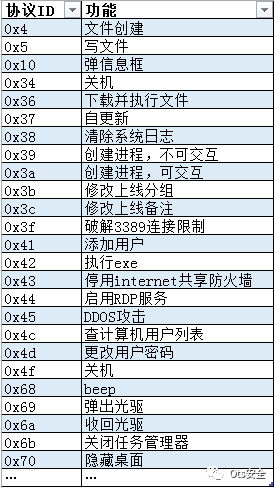 协议ID 功能
0x4 文件创建
0x5 写文件
0x10 弹信息框
0x34 关机
0x36 下载并执行文件
0x37 自更新
0x38 清除系统日志
0x39 创建进程，不可交互
0x3a 创建进程，可交互
0x3b 修改上线分组
0x3c 修改上线备注
0x3f 破解3389连接限制
0x41 添加用户
0x42 执行exe
0x43 停用internet共享防火墙
0x44 启用RDP服务
0x45 DDOS攻击
0x4c 查计算机用户列表
0x4d 更改用户密码
0x4f 关机
0x68 beep
0x69 弹出光驱
0x6a 收回光驱
0x6b 关闭任务管理器
0x70 隐藏桌面
… …
Ots安全